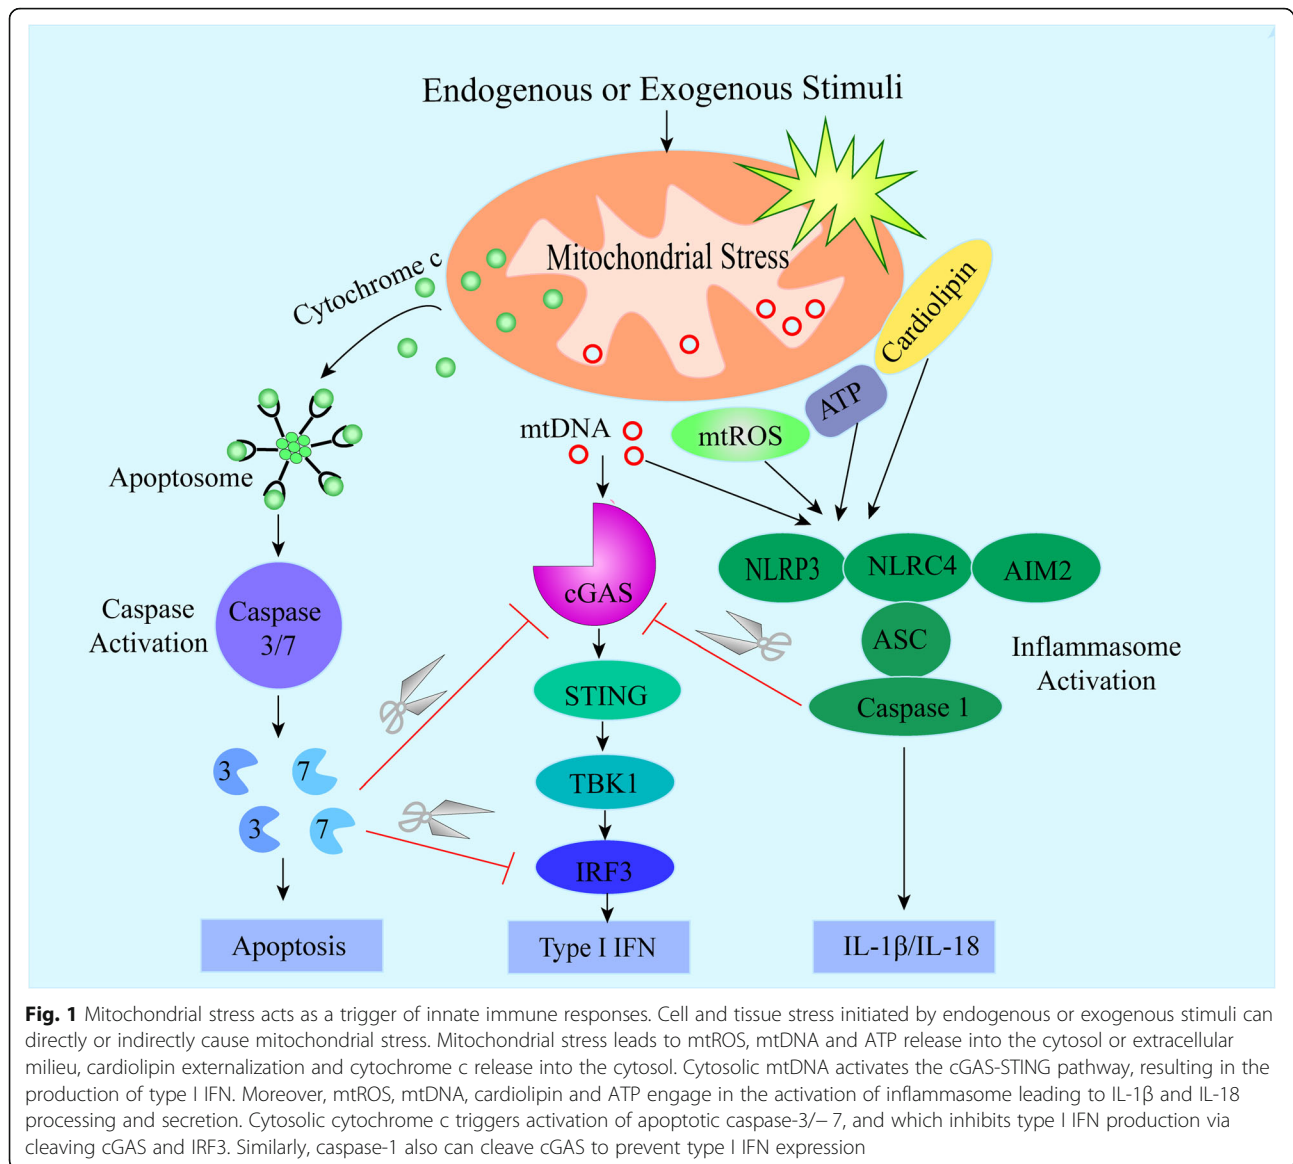 Endogenous or Exogenous Stimuli
Mitochondrial Stress
Cytochrome c
Cardiolipin
ATP
mtROS
mtDNA
Apoptosome
cGAS
NLRP3
NLRC4
AIM2
Caspase
Activation
Caspase
3/7
ASC
Inflammasome
Activation
STING
Caspase 1
3
7
TBK1
3
7
IRF3
Apoptosis
Type I IFN
IL-1β/IL-18
Fig. 1 Mitochondrial stress acts as a trigger of innate immune responses. Cell and tissue stress initiated by endogenous or exogenous stimuli can
directly or indirectly cause mitochondrial stress. Mitochondrial stress leads to mtROS, mtDNA and ATP release into the cytosol or extracellular
milieu, cardiolipin externalization and cytochrome c release into the cytosol. Cytosolic mtDNA activates the cGAS-STING pathway, resulting in the
production of type I IFN. Moreover, mtROS, mtDNA, cardiolipin and ATP engage in the activation of inflammasome leading to IL-1β and IL-18
processing and secretion. Cytosolic cytochrome c triggers activation of apoptotic caspase-3/− 7, and which inhibits type I IFN production via
cleaving cGAS and IRF3. Similarly, caspase-1 also can cleave cGAS to prevent type I IFN expression